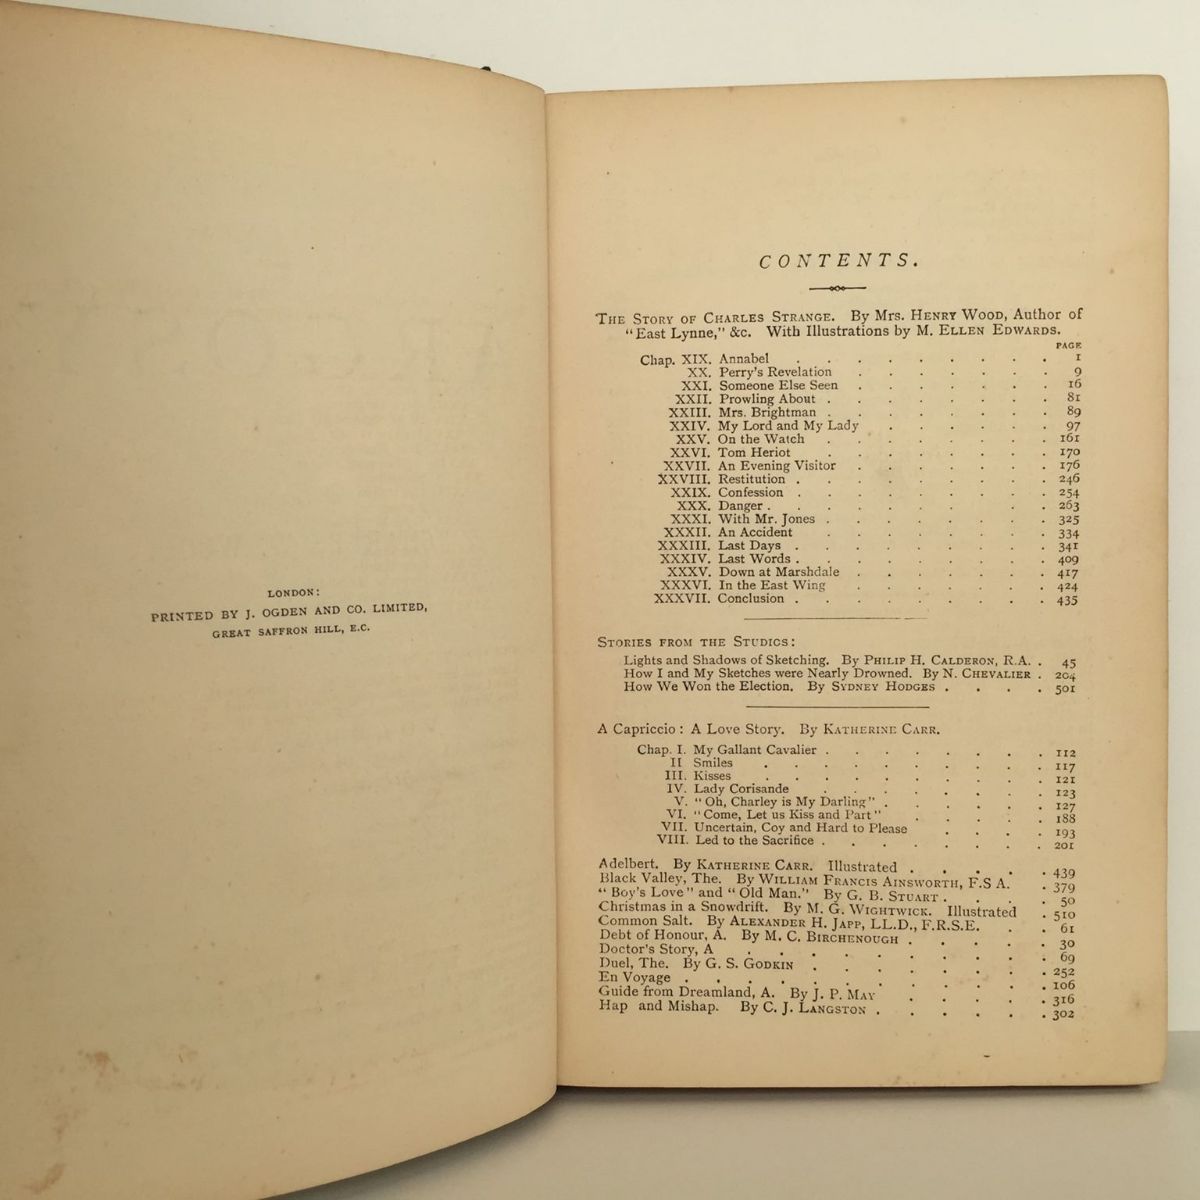 LONDON:
PRINTED BY J. OGDEN AND CO. LIMITED,
GREAT SAFFRON HILL, E.C.
CONTENTS.
THE STORY OF CHARLES STRANGE. By MRS. HENRY WOOD, Author of
"East Lynne," &c. With Illustrations by M. ELLEN EDWARDS.
PAGE
Chap. XIX. Annabel . . . . . . . . . 1
XX. Perry's Revelation . . . . . . . 9
XXI. Someone Else Seen . . . . . . . 16
XXII. Prowling About . . . . . . . . 81
XXIII. Mrs. Brightman . . . . . . . . 89
XXIV. My Lord and My Lady . . . . . . 97
XXV. On the Watch . . . . . . . . 161
XXVI. Tom Heriot . . . . . . . . 170
XXVII. An Evening Visitor . . . . . . . 176
XXVIII. Restitution . . . . . . . . . 246
XXIX. Confession . . . . . . . . . 254
XXX. Danger . . . . . . . . . 263
XXXI. With Mr. Jones . . . . . . . . 325
XXXII. An Accident . . . . . . . . 334
XXXIII. Last Days . . . . . . . . . 341
XXXIV. Last Words . . . . . . . . . 409
XXXV. Down at Marshdale . . . . . . . 417
XXXVI. In the East Wing . . . . . . . 424
XXXVII. Conclusion . . . . . . . . . 435
STORIES FROM THE STUDIOS:
Lights and Shadows of Sketching. By PHILIP H. CALDERON, R.A. . 45
How I and My Sketches were Nearly Drowned. By N. CHEVALIER . 204
How We Won the Election. By SYDNEY HODGES . . . . 501
A Capriccio: A Love Story. By KATHERINE CARR.
Chap. I. My Gallant Cavalier . . . . . . . . 112
II Smiles . . . . . . . . . . 117
III. Kisses . . . . . . . . . . 121
IV. Lady Corisande . . . . . . . . 123
V. "Oh, Charley is My Darling" . . . . . . 127
VI. "Come, Let us Kiss and Part" . . . . . 188
VII. Uncertain, Coy and Hard to Please . . . . 193
VIII. Led to the Sacrifice . . . . . . . . 201
Adelbert. By KATHERINE CARR. Illustrated . . . . . 439
Black Valley, The. By WILLIAM FRANCIS AINSWORTH, F.S A. . 379
"Boy's Love" and "Old Man." By G. B. STUART . . . . 50
Christmas in a Snowdrift. By M. G. WIGHTWICK. Illustrated . 510
Common Salt. By ALEXANDER H. JAPP, LL.D., F.R.S.E. . . 61
Debt of Honour, A. By M. C. BIRCHENOUGH . . . . . 30
Doctor's Story, A . . . . . . . . . 69
Duel, The. By G. S. GODKIN . . . . . . . . 252
En Voyage . . . . . . . . . . 106
Guide from Dreamland, A. By J. P. MAY . . . . . 316
Hap and Mishap. By C. J. LANGSTON . . . . . . 302